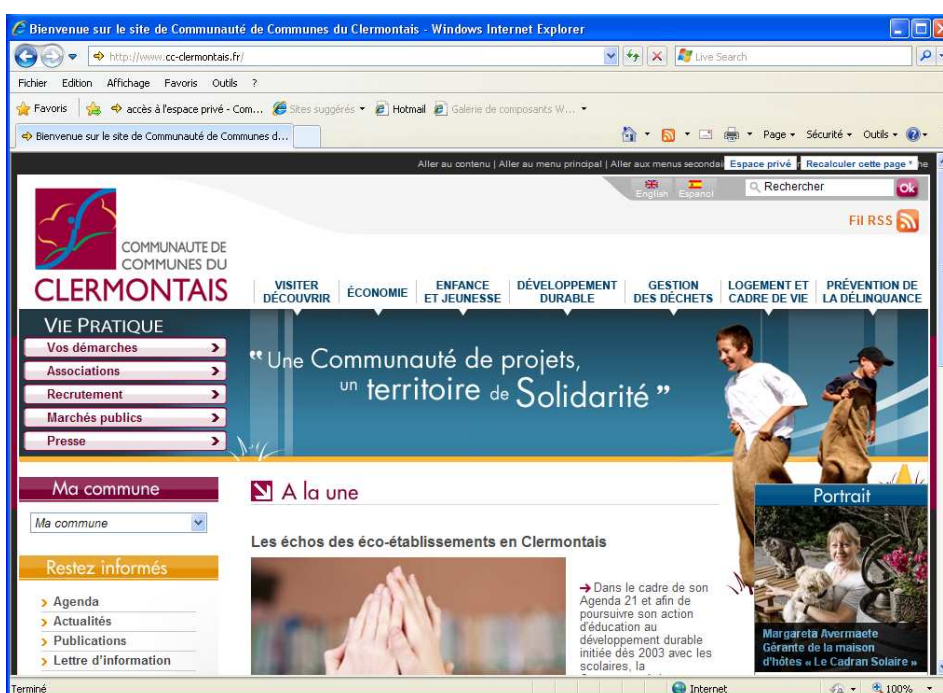 Bienvenue sur le site de Communauté de Communes du Clermontais - Windows Internet Explorer
http://www.cc-clermontais.fr/
Live Search
Fichier Edition Affichage Favoris Outils ?
Favoris accès à l'espace privé - Com... Sites suggérés Hotmail Galerie de composants W...
Bienvenue sur le site de Communauté de Communes d...
Page Sécurité Outils
Aller au contenu | Aller au menu principal | Aller aux menus secondai
Espace privé
Recalculer cette page *
he
English Espanol
Rechercher
Ok
Fil RSS
COMMUNAUTE DE
COMMUNES DU
CLERMONTAIS
VISITER
DÉCOUVRIR
ÉCONOMIE
ENFANCE
ET JEUNESSE
DÉVELOPPEMENT
DURABLE
GESTION
DES DÉCHETS
LOGEMENT ET
CADRE DE VIE
PRÉVENTION DE
LA DÉLINQUANCE
VIE PRATIQUE
Vos démarches
Associations
Recrutement
Marchés publics
Presse
“ Une Communauté de projets,
un territoire de Solidarité ”
Ma commune
Ma commune
Restez informés
Agenda
Actualités
Publications
Lettre d'information
A la une
Les échos des éco-établissements en Clermontais
Dans le cadre de son
Agenda 21 et afin de
poursuivre son action
d'éducation au
développement durable
initiée dès 2003 avec les
scolaires, la
Portrait
Margareta Avermaete
Gérante de la maison
d'hôtes « Le Cadran Solaire »
Terminé
Internet
100%